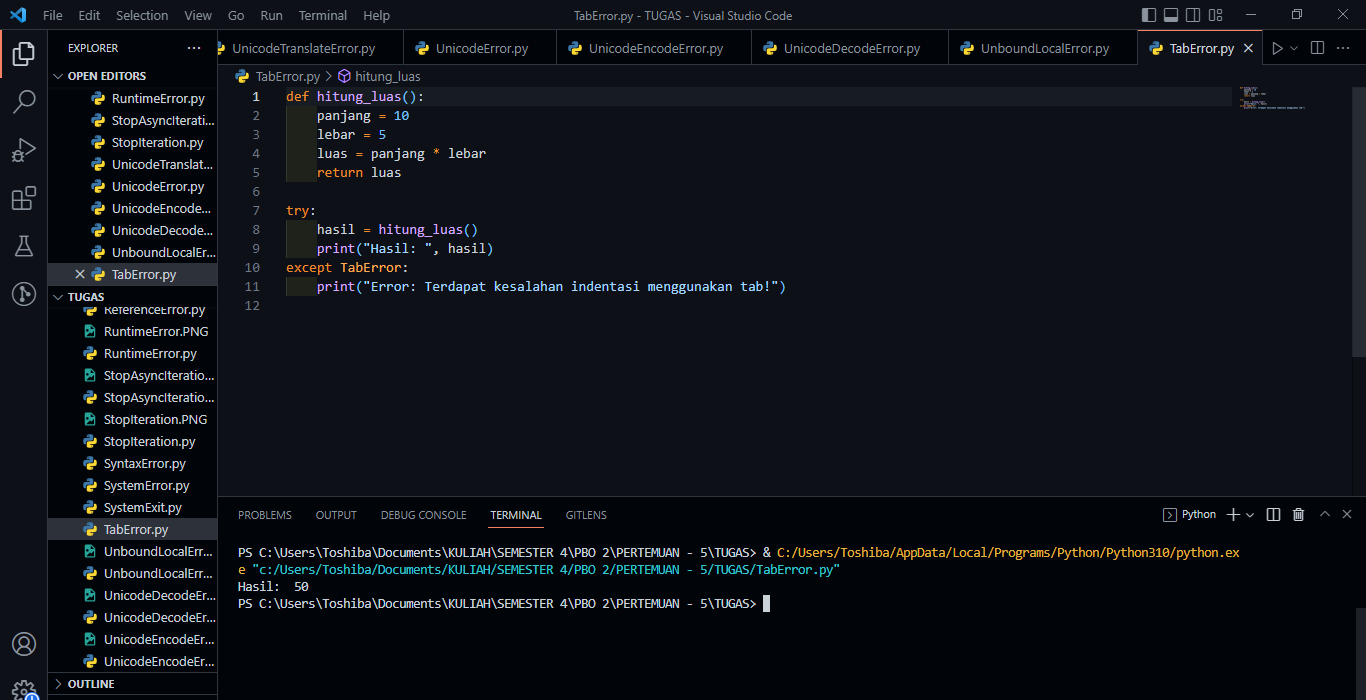 File Edit Selection View Go Run Terminal Help
TabError.py - TUGAS - Visual Studio Code
EXPLORER
OPEN EDITORS
RuntimeError.py
StopAsyncIterati...
StopIteration.py
UnicodeTranslat...
UnicodeError.py
UnicodeEncode...
UnicodeDecode...
UnboundLocalEr...
TabError.py
TUGAS
ReferenceError.py
RuntimeError.PNG
RuntimeError.py
StopAsyncIteratio...
StopAsyncIteratio...
StopIteration.PNG
StopIteration.py
SyntaxError.py
SystemError.py
SystemExit.py
TabError.py
UnboundLocalErr...
UnboundLocalErr...
UnicodeDecodeEr...
UnicodeDecodeEr...
UnicodeEncodeEr...
UnicodeEncodeEr...
OUTLINE
UnicodeTranslateError.py UnicodeError.py UnicodeEncodeError.py UnicodeDecodeError.py UnboundLocalError.py TabError.py
TabError.py > hitung_luas
1 def hitung_luas():
2 panjang = 10
3 lebar = 5
4 luas = panjang * lebar
5 return luas
6
7 try:
8 hasil = hitung_luas()
9 print("Hasil: ", hasil)
10 except TabError:
11 print("Error: Terdapat kesalahan indentasi menggunakan tab!")
12
PROBLEMS OUTPUT DEBUG CONSOLE TERMINAL GITLENS
Python
PS C:\Users\Toshiba\Documents\KULIAH\SEMESTER 4\PBO 2\PERTEMUAN - 5\TUGAS> & C:/Users/Toshiba/AppData/Local/Programs/Python/Python310/python.ex
e "c:/Users/Toshiba/Documents/KULIAH/SEMESTER 4/PBO 2/PERTEMUAN - 5/TUGAS/TabError.py"
Hasil:  50
PS C:\Users\Toshiba\Documents\KULIAH\SEMESTER 4\PBO 2\PERTEMUAN - 5\TUGAS>